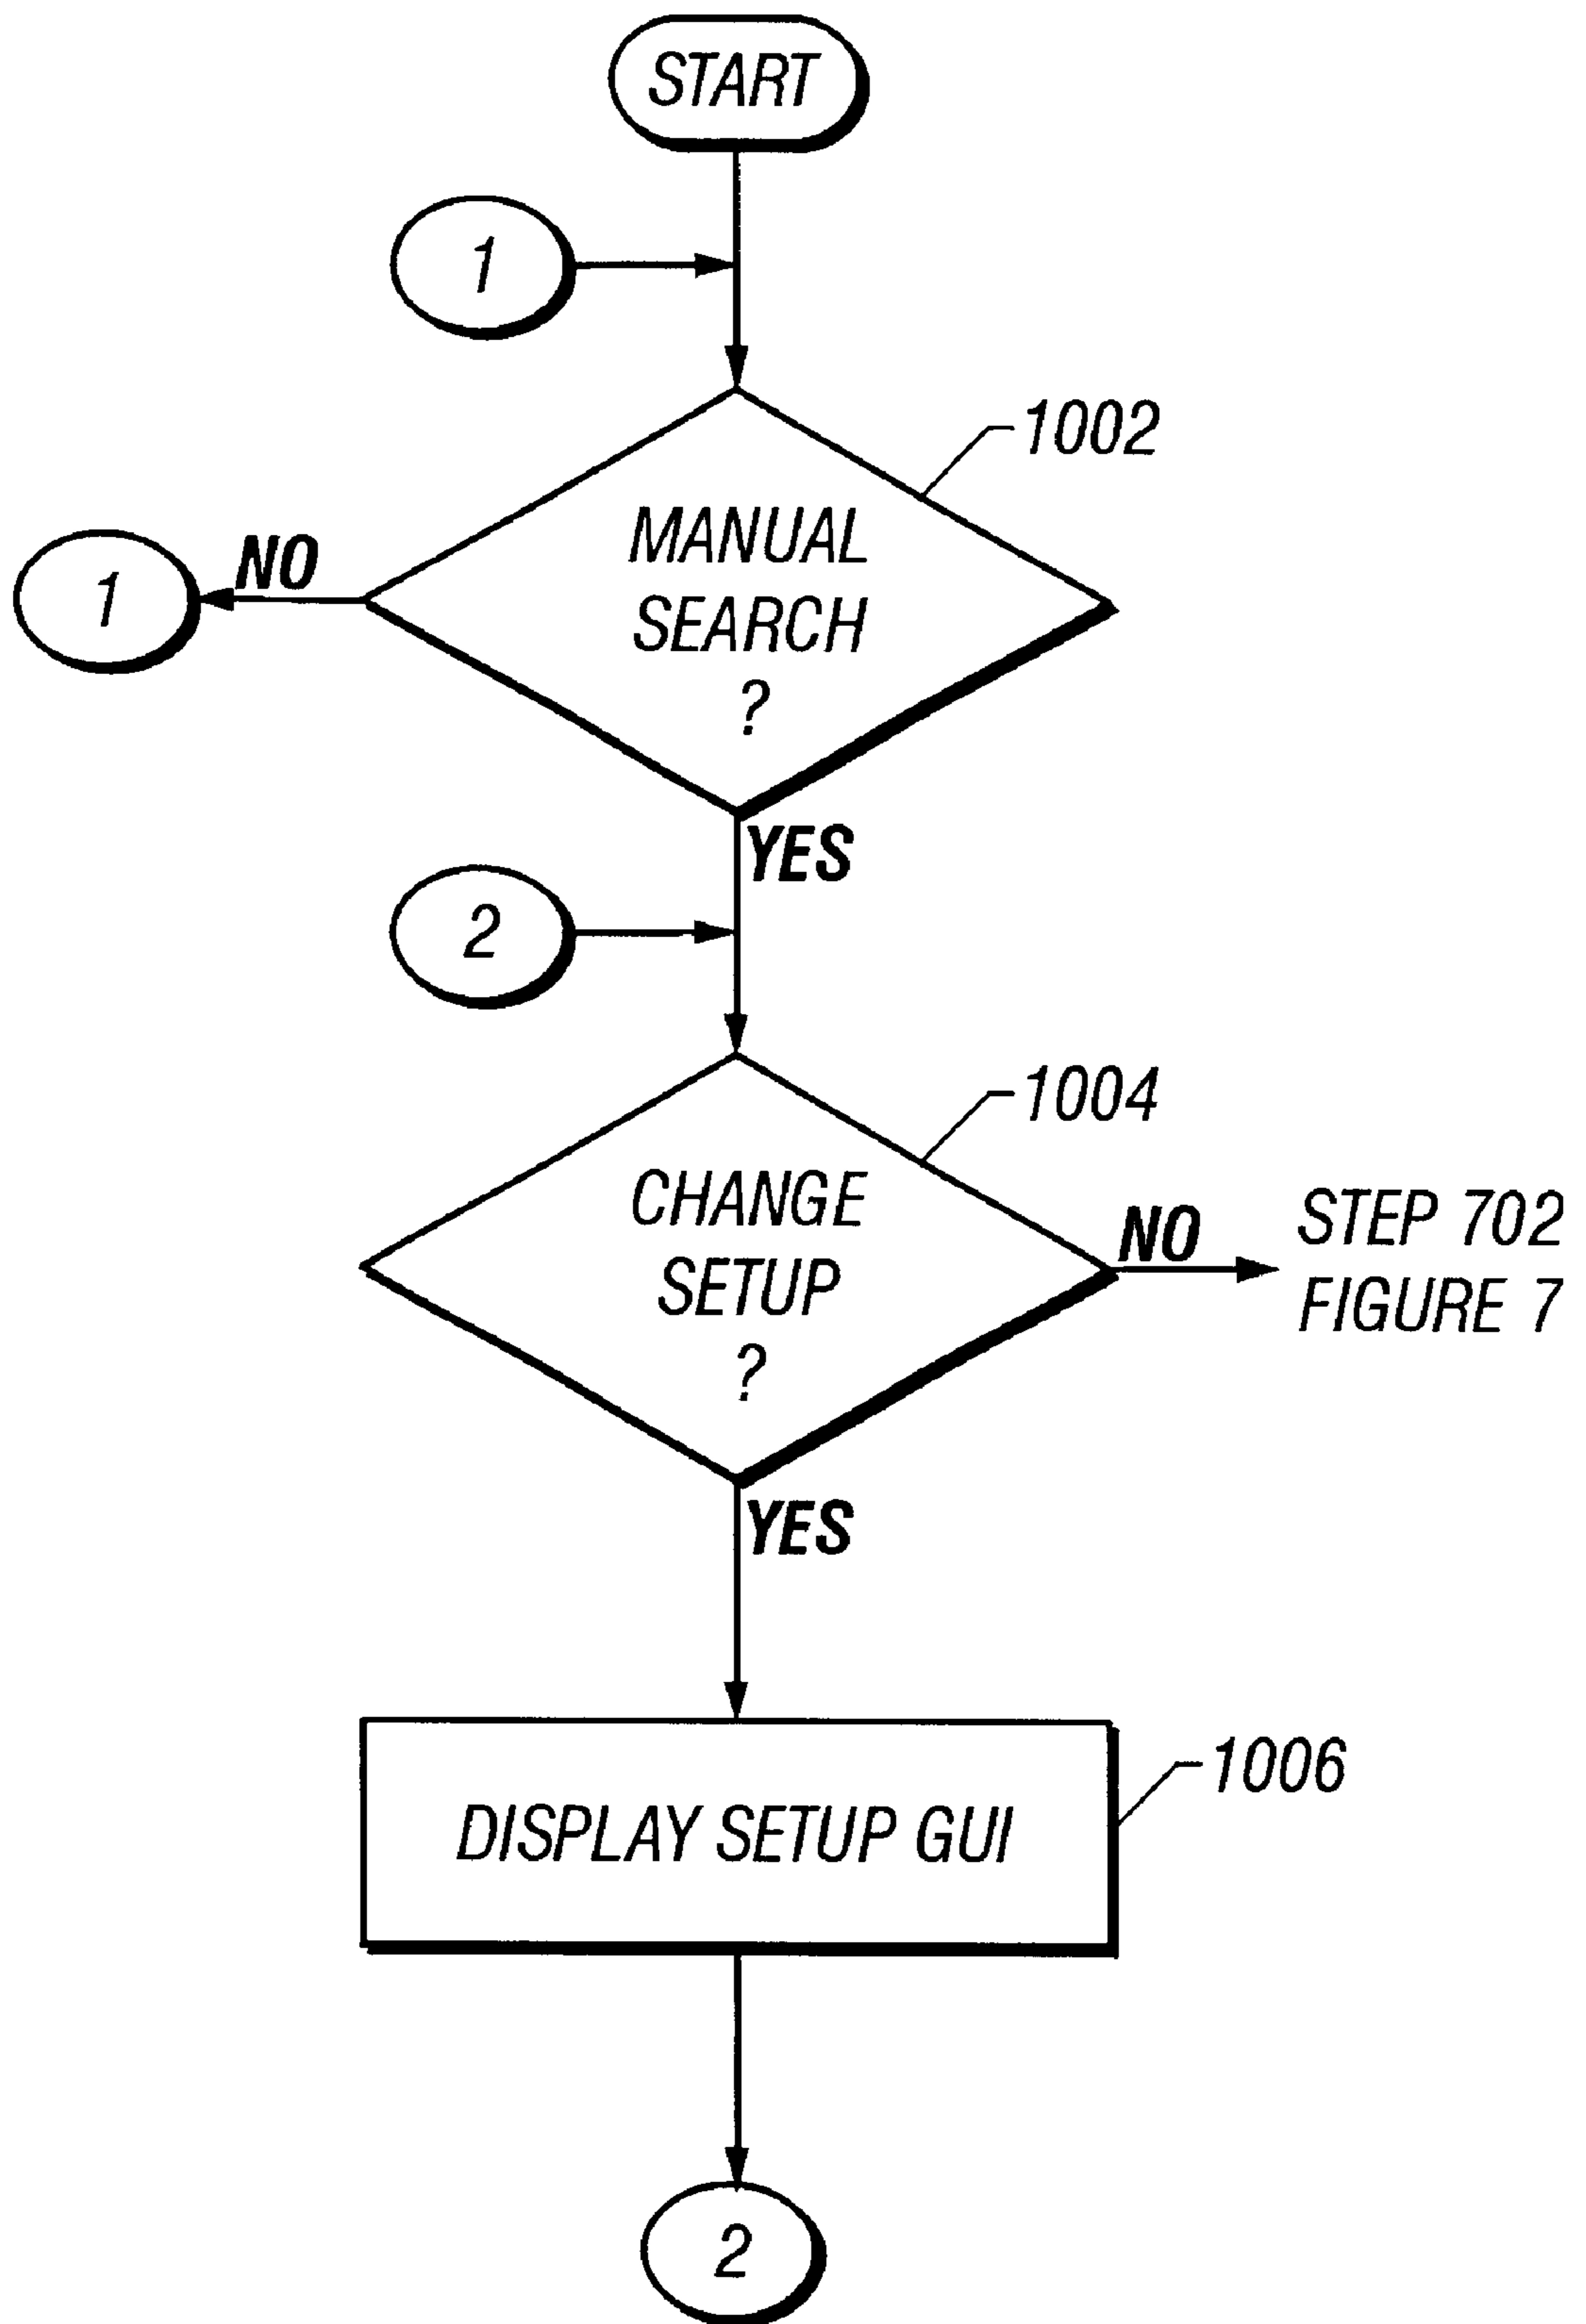 START
1
1002
MANUAL
SEARCH
?
NO
1
YES
2
1004
CHANGE
SETUP
?
NO
STEP 702
FIGURE 7
YES
1006
DISPLAY SETUP GUI
2